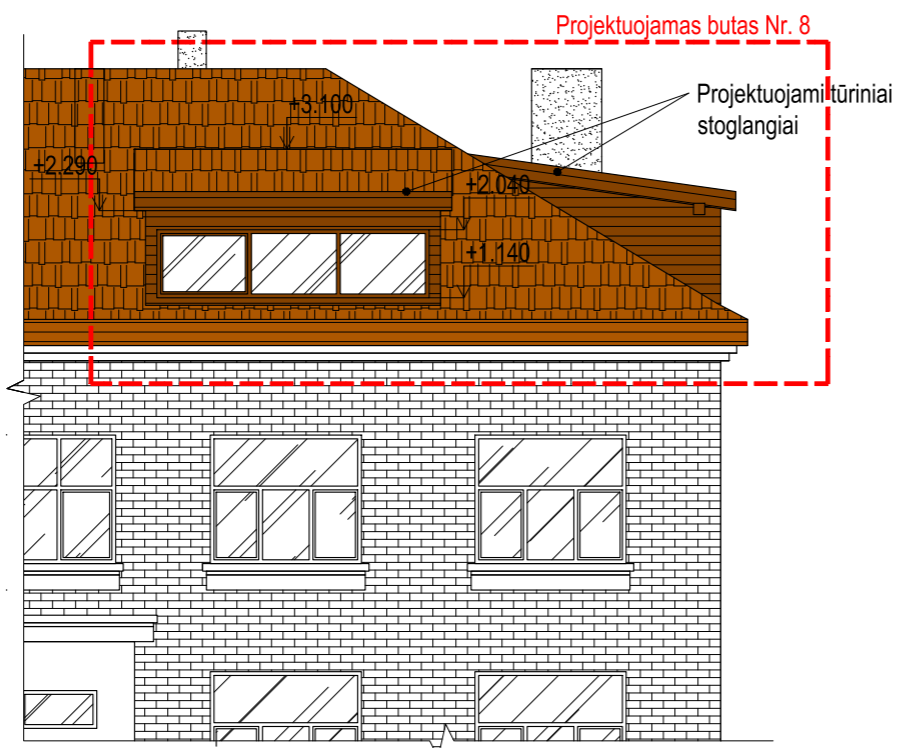 Projektuojamas butas Nr. 8
Projektuojami tūriniai
stoglangiai
+3.100
+2.290
+2.040
+1.140